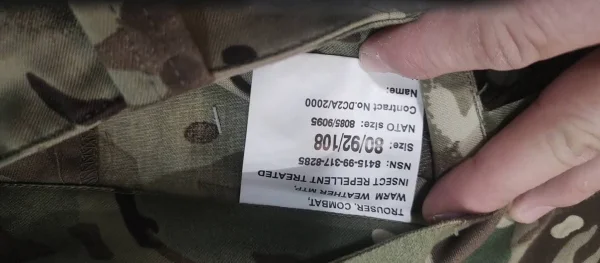 TROUSER, COMBAT,
WARM WEATHER MTP,
INSECT REPELLENT TREATED
NSN: 8415-99-317-8285
Size: 80/92/108
NATO size: 8085/9095
Contract No.DC2A/2000
Name: